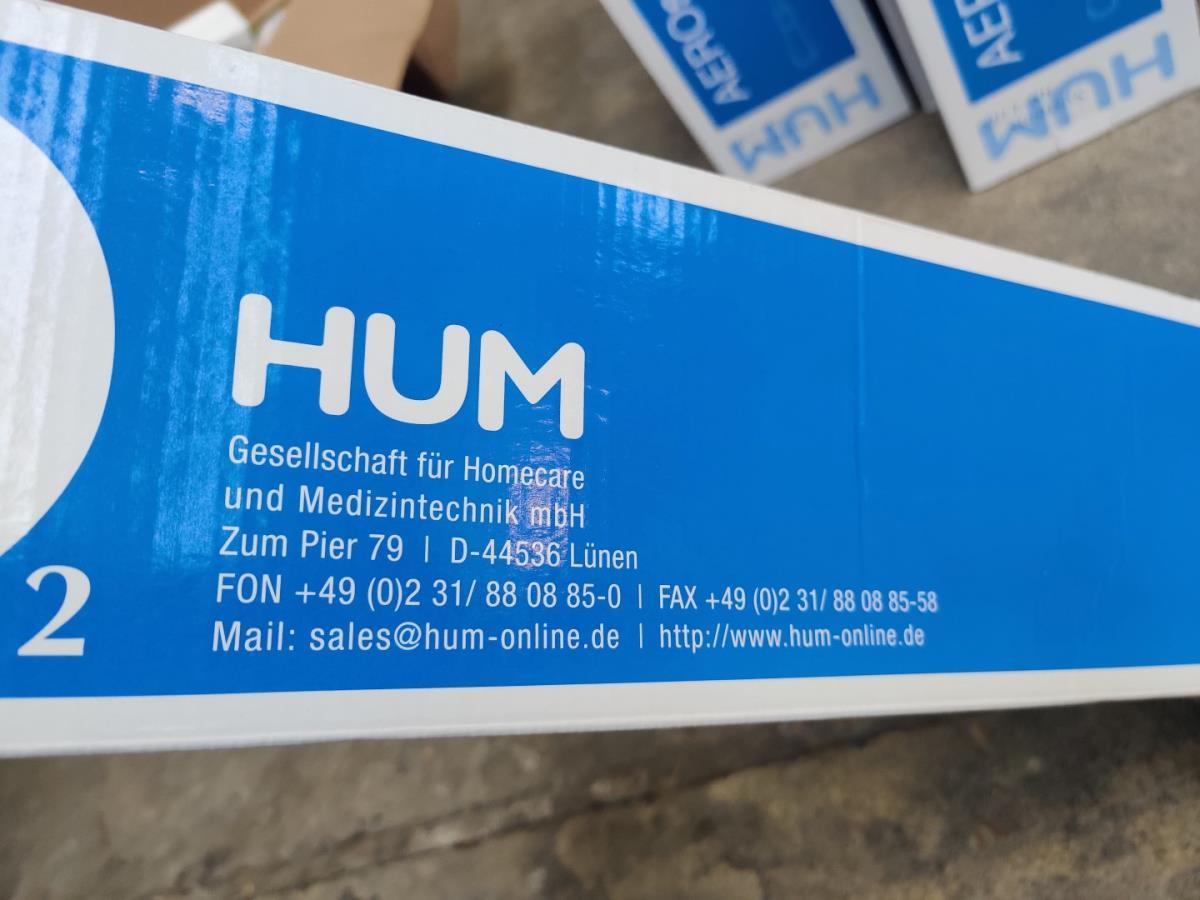 HUM
HUM
HUM
Gesellschaft für Homecare
und Medizintechnik mbH
Zum Pier 79 | D-44536 Lünen
FON +49 (0)2 31/ 88 08 85-0 | FAX +49 (0)2 31/ 88 08 85-58
Mail: sales@hum-online.de | http://www.hum-online.de
2